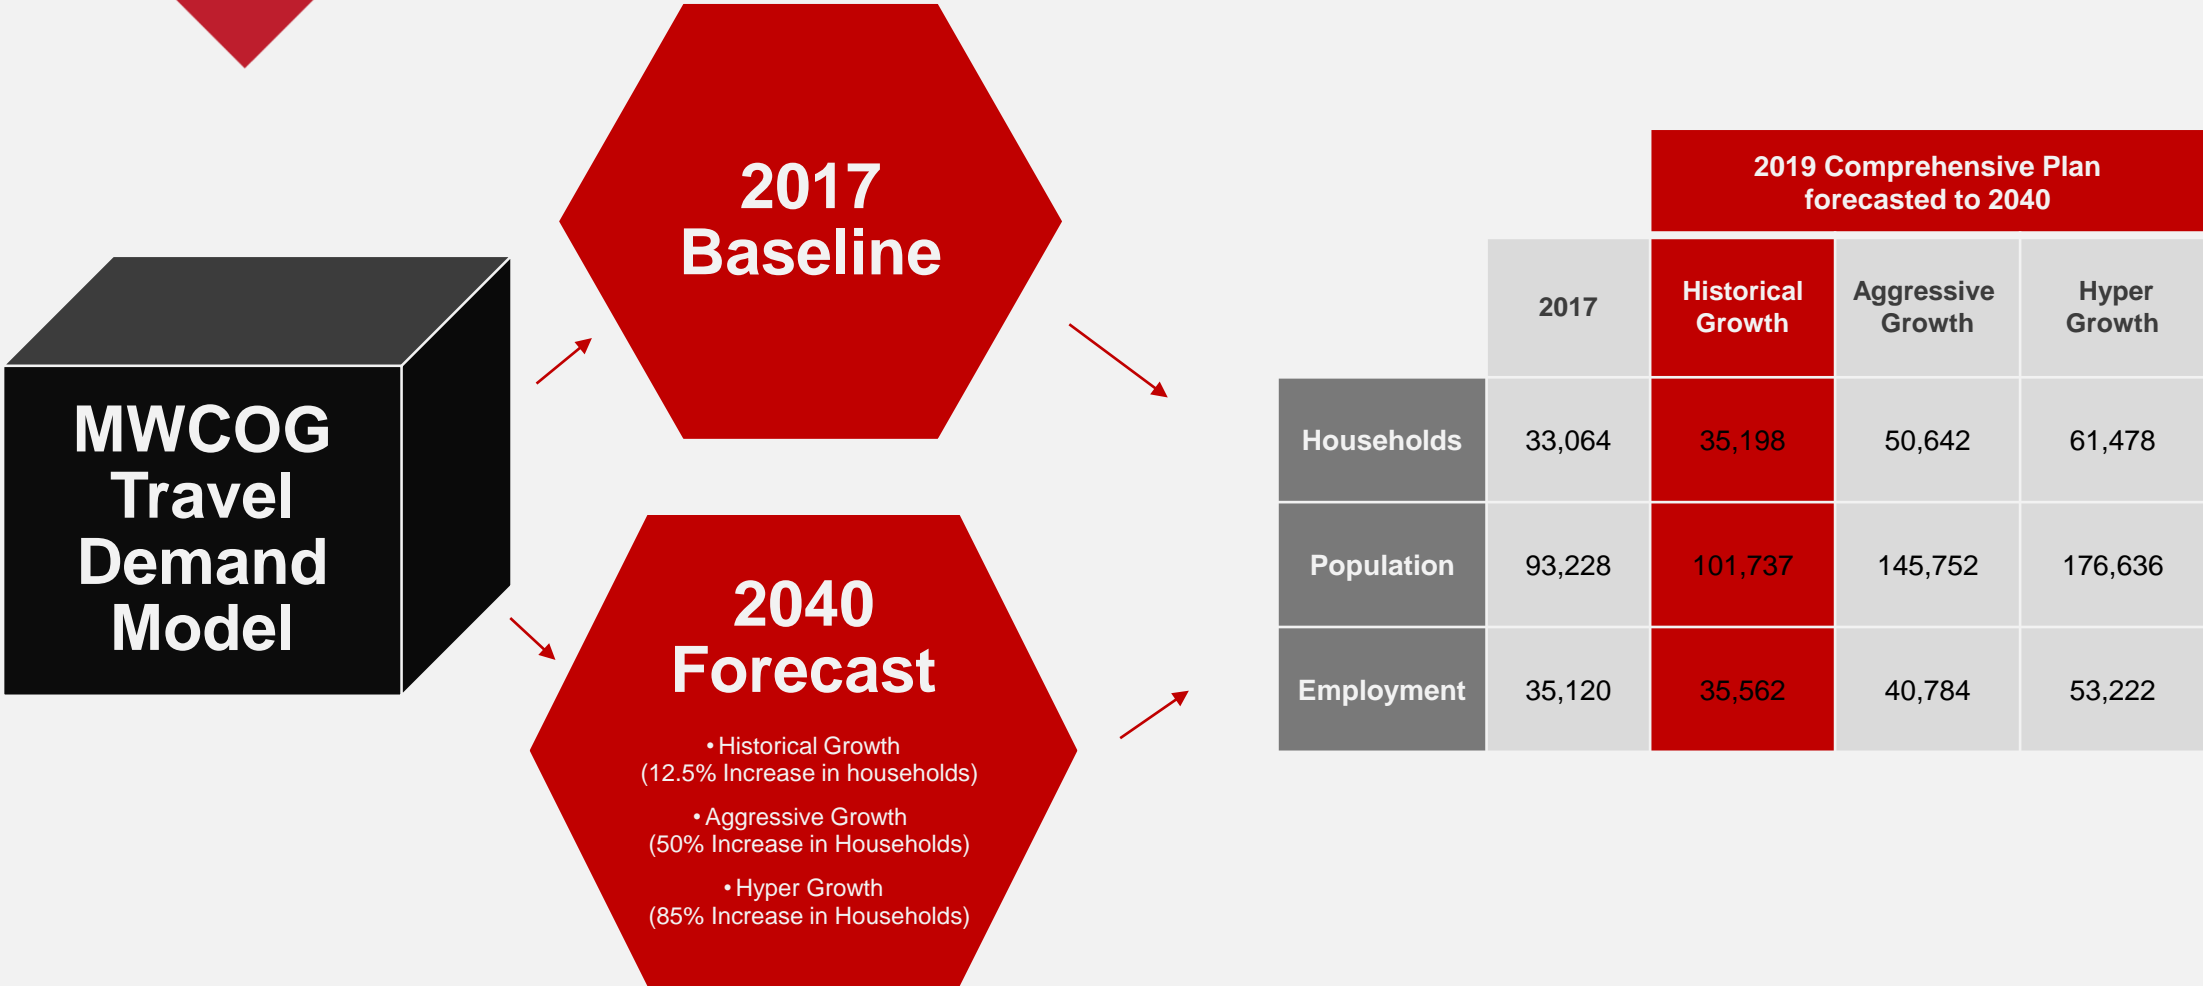 MWCOG
Travel
Demand
Model
2017
Baseline
2040
Forecast
• Historical Growth
(12.5% Increase in households)
• Aggressive Growth
(50% Increase in Households)
• Hyper Growth
(85% Increase in Households)
2019 Comprehensive Plan
forecasted to 2040
2017 Historical Growth Aggressive Growth Hyper Growth
Households 33,064 35,198 50,642 61,478
Population 93,228 101,737 145,752 176,636
Employment 35,120 35,562 40,784 53,222